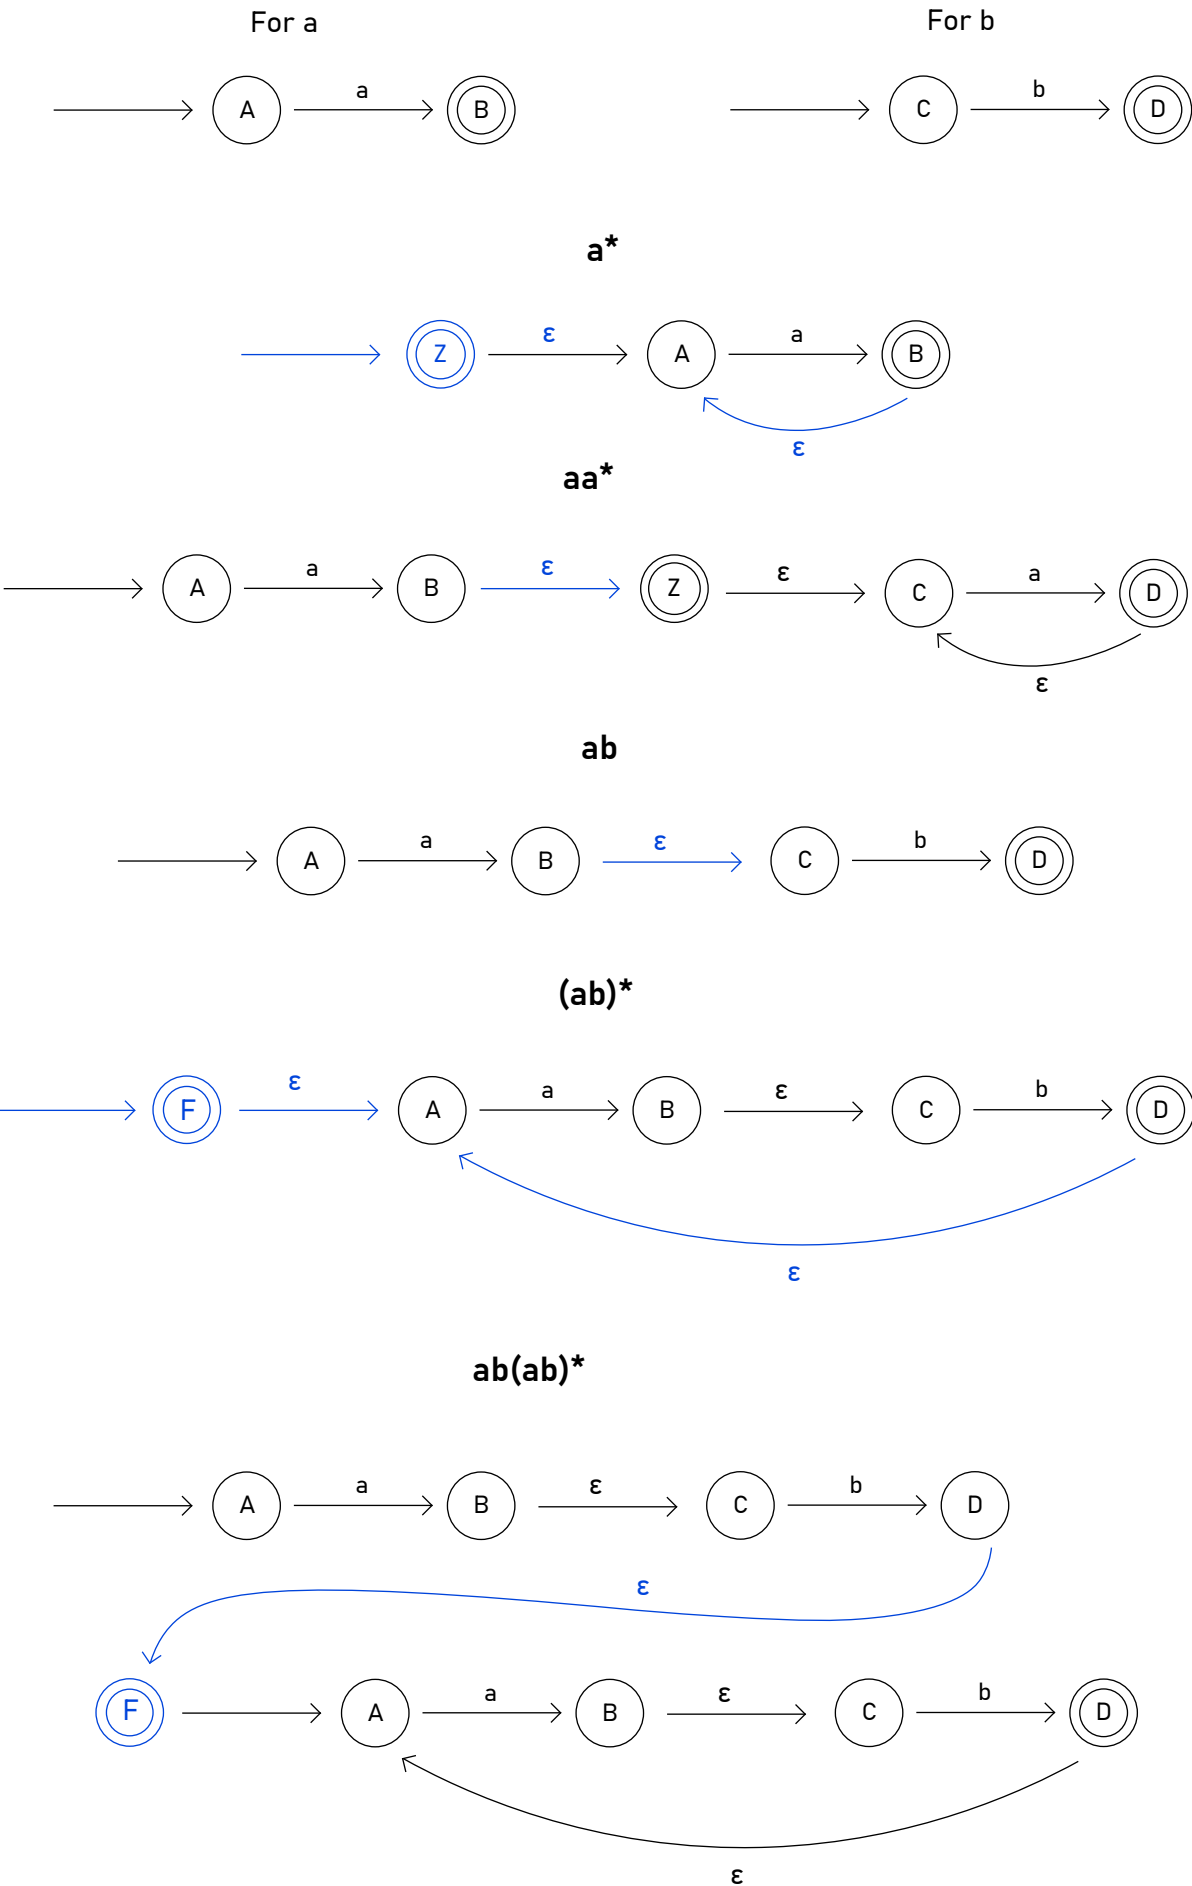 For a For b
A a B C b D
a*
Z ε A a B
ε
aa*
A a B ε Z ε C a D
ε
ab
A a B ε C b D
(ab)*
F ε A a B ε C b D
ε
ab(ab)*
A a B ε C b D
ε
F A a B ε C b D
ε